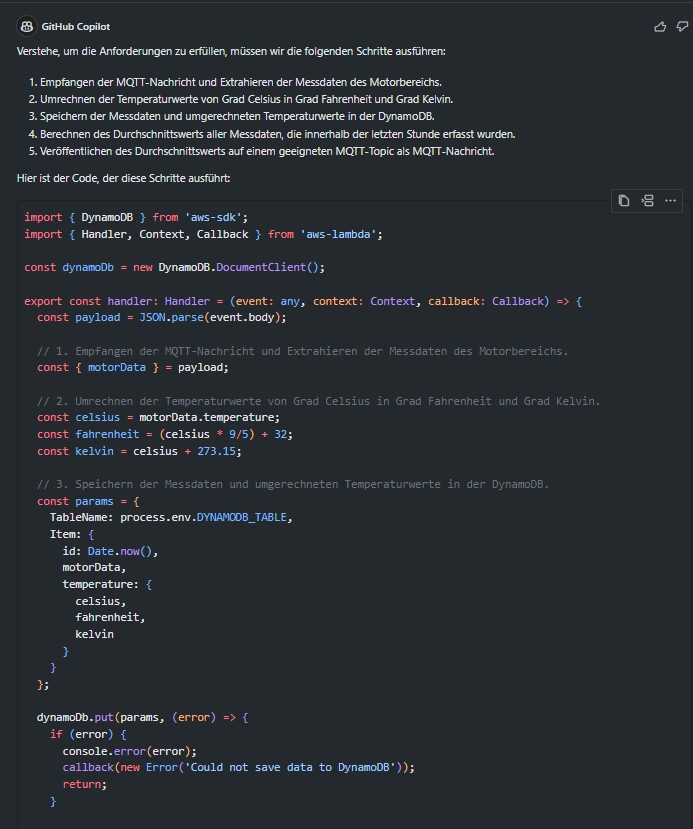 GitHub Copilot
Verstehe, um die Anforderungen zu erfüllen, müssen wir die folgenden Schritte ausführen:
1. Empfangen der MQTT-Nachricht und Extrahieren der Messdaten des Motorbereichs.
2. Umrechnen der Temperaturwerte von Grad Celsius in Grad Fahrenheit und Grad Kelvin.
3. Speichern der Messdaten und umgerechneten Temperaturwerte in der DynamoDB.
4. Berechnen des Durchschnittswerts aller Messdaten, die innerhalb der letzten Stunde erfasst wurden.
5. Veröffentlichen des Durchschnittswerts auf einem geeigneten MQTT-Topic als MQTT-Nachricht.
Hier ist der Code, der diese Schritte ausführt:
import { DynamoDB } from 'aws-sdk';
import { Handler, Context, Callback } from 'aws-lambda';
const dynamoDb = new DynamoDB.DocumentClient();
export const handler: Handler = (event: any, context: Context, callback: Callback) => {
  const payload = JSON.parse(event.body);
  // 1. Empfangen der MQTT-Nachricht und Extrahieren der Messdaten des Motorbereichs.
  const { motorData } = payload;
  // 2. Umrechnen der Temperaturwerte von Grad Celsius in Grad Fahrenheit und Grad Kelvin.
  const celsius = motorData.temperature;
  const fahrenheit = (celsius * 9/5) + 32;
  const kelvin = celsius + 273.15;
  // 3. Speichern der Messdaten und umgerechneten Temperaturwerte in der DynamoDB.
  const params = {
    TableName: process.env.DYNAMODB_TABLE,
    Item: {
      id: Date.now(),
      motorData,
      temperature: {
        celsius,
        fahrenheit,
        kelvin
      }
    }
  };
  dynamoDb.put(params, (error) => {
    if (error) {
      console.error(error);
      callback(new Error('Could not save data to DynamoDB'));
      return;
    }